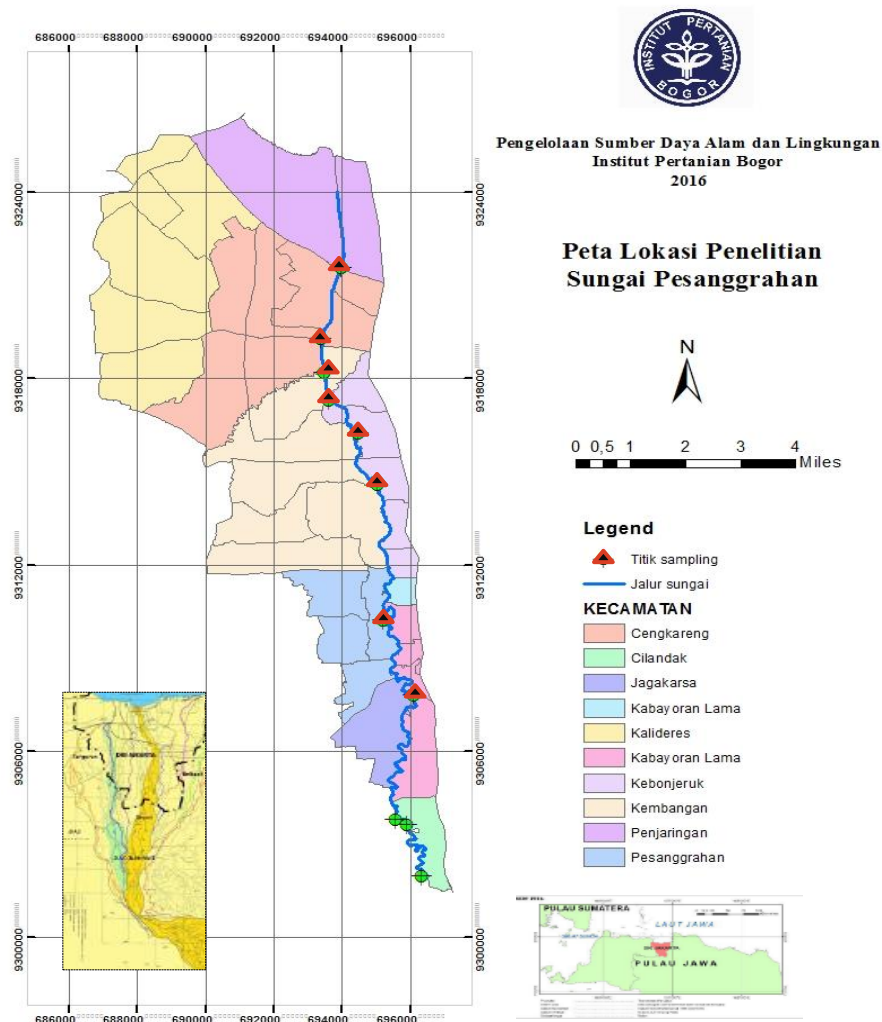 686000 688000 690000 692000 694000 696000
9324000
9318000
9312000
9306000
9300000
686000 688000 690000 692000 694000 696000
INSTITUT PERTANIAN
BOGOR
Pengelolaan Sumber Daya Alam dan Lingkungan
Institut Pertanian Bogor
2016
Peta Lokasi Penelitian
Sungai Pesanggrahan
N
0 0,5 1 2 3 4
Miles
Legend
Titik sampling
Jalur sungai
KECAMATAN
Cengkareng
Cilandak
Jagakarsa
Kabayoran Lama
Kalideres
Kabayoran Lama
Kebonjeruk
Kembangan
Penjaringan
Pesanggrahan
PULAU SUMATERA
LAUT JAWA
PULAU JAWA